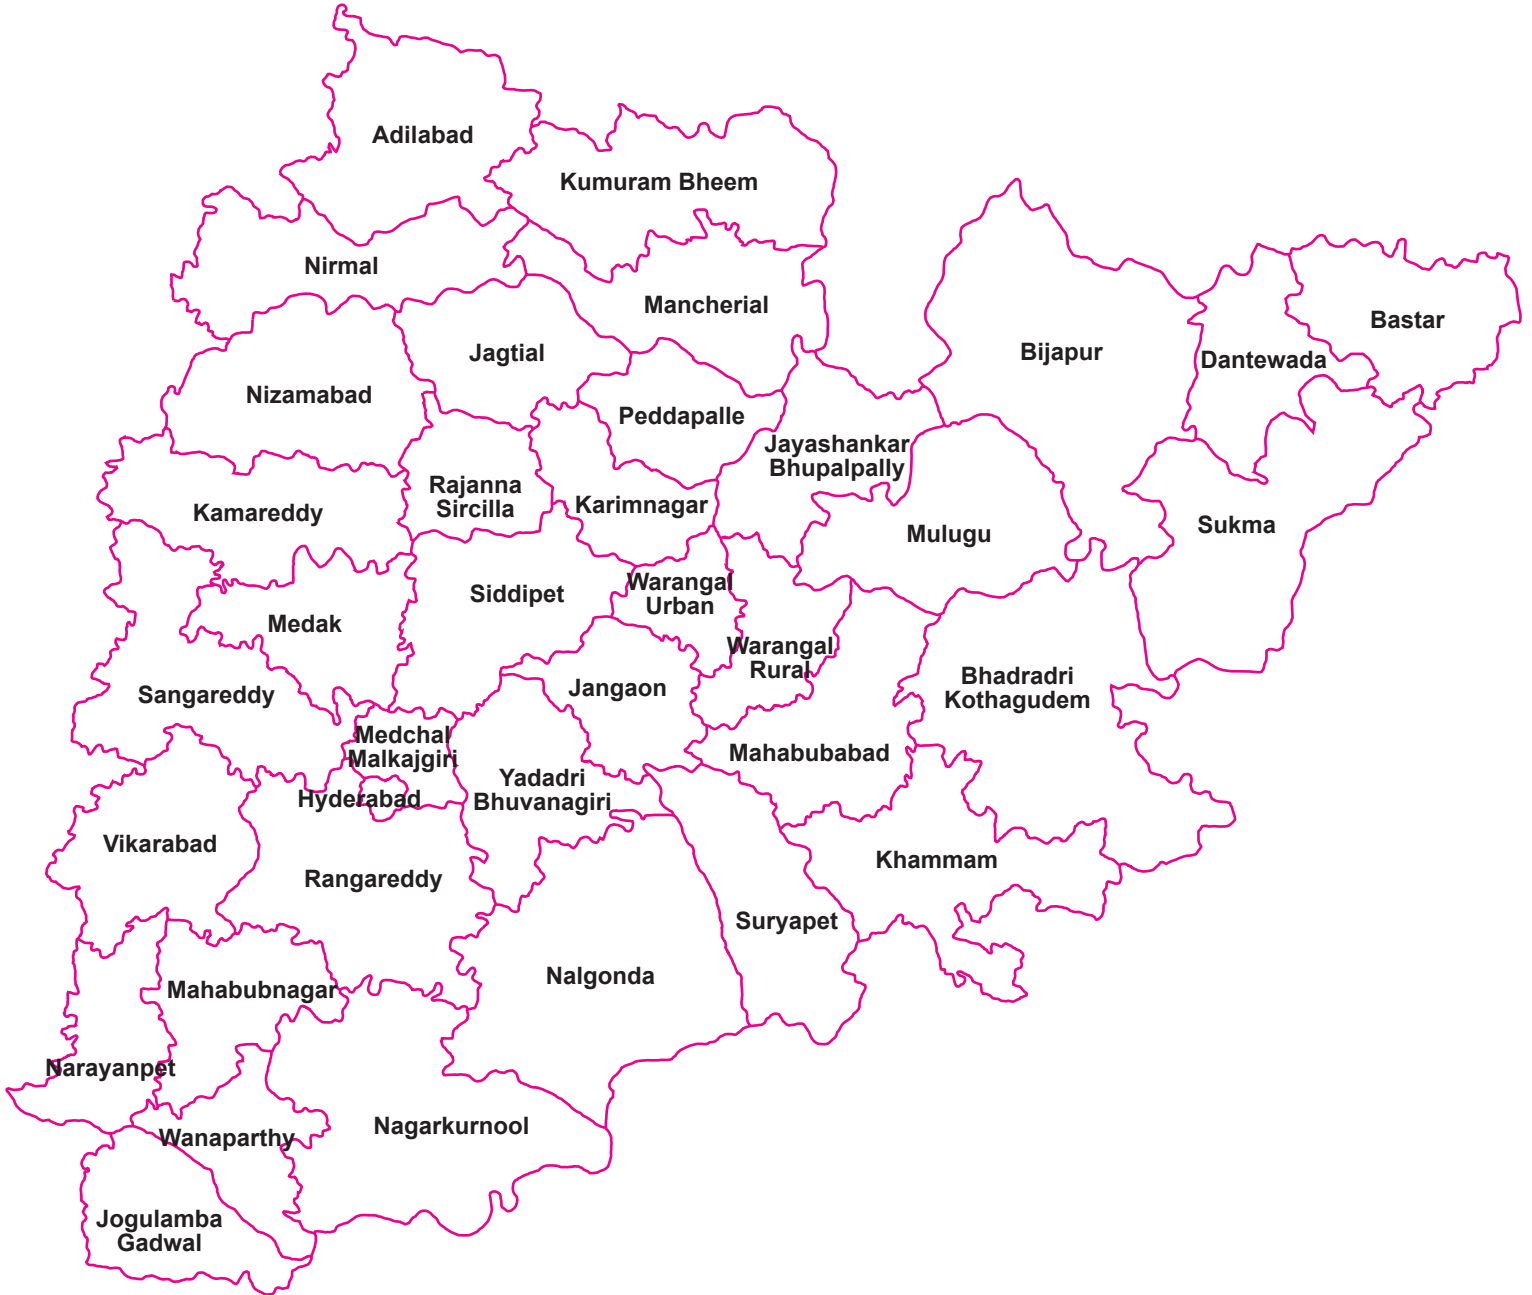 Adilabad
Kumuram Bheem
Nirmal
Mancherial
Bastar
Bijapur
Jagtial
Dantewada
Nizamabad
Peddapalle
Jayashankar
Bhupalpally
Rajanna
Sircilla
Karimnagar
Kamareddy
Sukma
Mulugu
Warangal
Urban
Siddipet
Medak
Warangal
Rural
Bhadradri
Kothagudem
Jangaon
Sangareddy
Medchal
Malkajgiri
Mahabubabad
Yadadri
Bhuvanagiri
Hyderabad
Vikarabad
Khammam
Rangareddy
Suryapet
Nalgonda
Mahabubnagar
Narayanpet
Nagarkurnool
Wanaparthy
Jogulamba
Gadwal